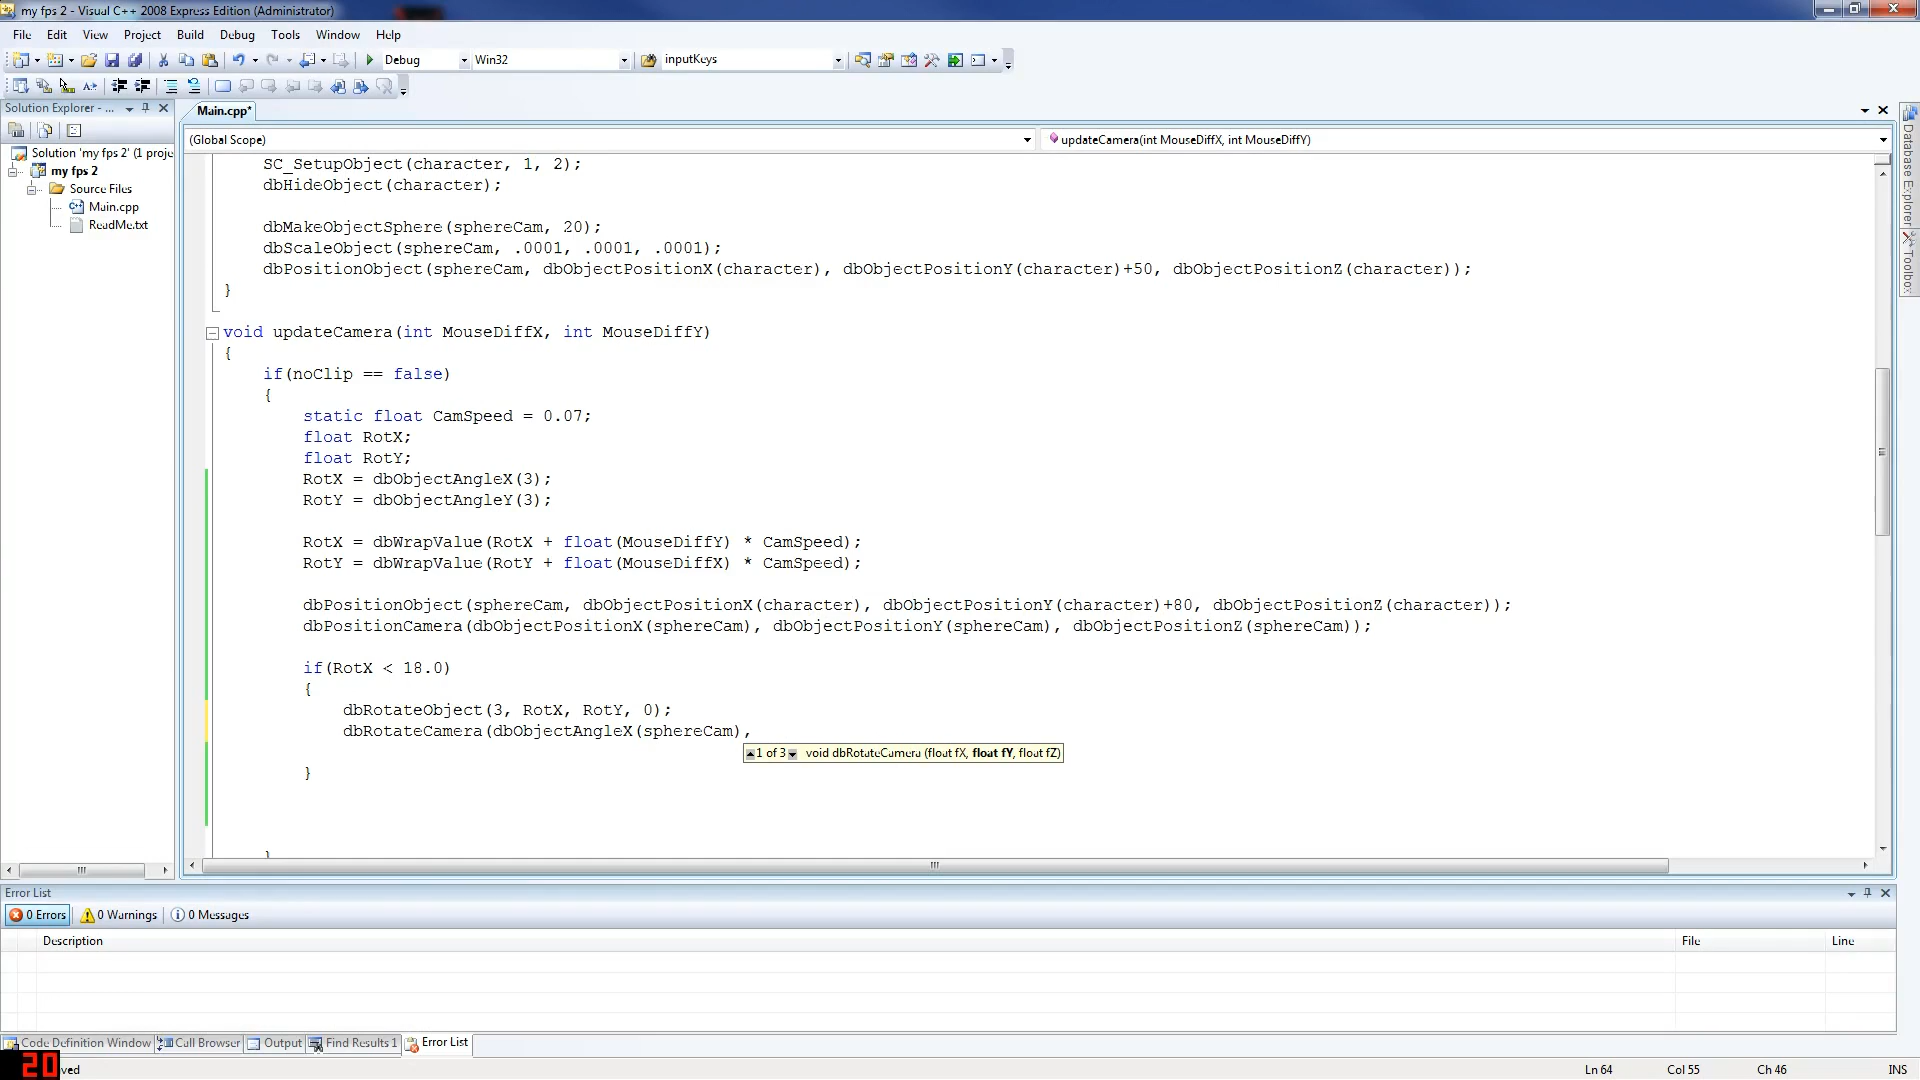 my fps 2 - Visual C++ 2008 Express Edition (Administrator)
File Edit View Project Build Debug Tools Window Help
Debug Win32 inputKeys
Solution Explorer - ...
Main.cpp*
(Global Scope) updateCamera(int MouseDiffX, int MouseDiffY)
Solution 'my fps 2' (1 proje
my fps 2
Source Files
Main.cpp
ReadMe.txt
SC_SetupObject(character, 1, 2);
dbHideObject(character);
dbMakeObjectSphere(sphereCam, 20);
dbScaleObject(sphereCam, .0001, .0001, .0001);
dbPositionObject(sphereCam, dbObjectPositionX(character), dbObjectPositionY(character)+50, dbObjectPositionZ(character));
}
void updateCamera(int MouseDiffX, int MouseDiffY)
{
if(noClip == false)
{
static float CamSpeed = 0.07;
float RotX;
float RotY;
RotX = dbObjectAngleX(3);
RotY = dbObjectAngleY(3);
RotX = dbWrapValue(RotX + float(MouseDiffY) * CamSpeed);
RotY = dbWrapValue(RotY + float(MouseDiffX) * CamSpeed);
dbPositionObject(sphereCam, dbObjectPositionX(character), dbObjectPositionY(character)+80, dbObjectPositionZ(character));
dbPositionCamera(dbObjectPositionX(sphereCam), dbObjectPositionY(sphereCam), dbObjectPositionZ(sphereCam));
if(RotX < 18.0)
{
dbRotateObject(3, RotX, RotY, 0);
dbRotateCamera(dbObjectAngleX(sphereCam),
1 of 3 void dbRotateCamera (float fX, float fY, float fZ)
}
}
Database Explorer
Toolbox
Error List
0 Errors 0 Warnings 0 Messages
Description File Line
Code Definition Window Call Browser Output Find Results 1 Error List
20
ved Ln 64 Col 55 Ch 46 INS